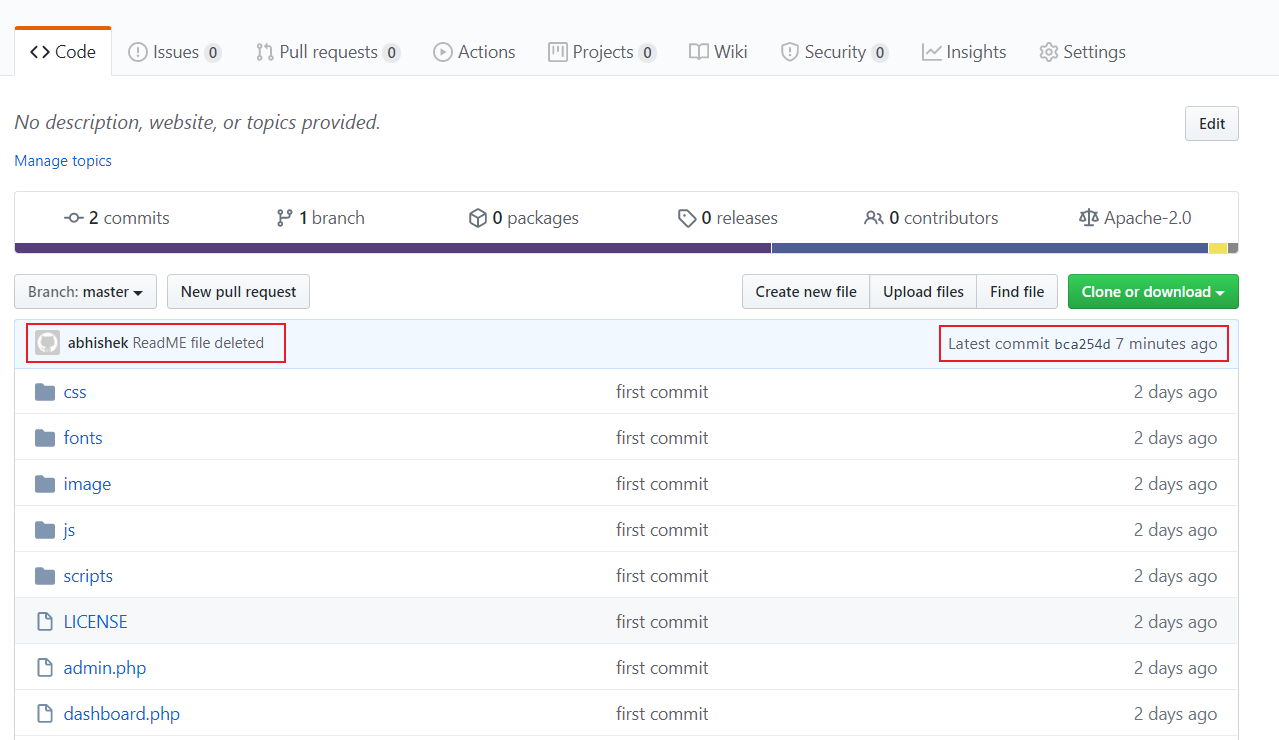 Code Issues 0 Pull requests 0 Actions Projects 0 Wiki Security 0 Insights Settings
No description, website, or topics provided. Edit
Manage topics
2 commits 1 branch 0 packages 0 releases 0 contributors Apache-2.0
Branch: master New pull request Create new file Upload files Find file Clone or download
abhishek ReadME file deleted Latest commit bca254d 7 minutes ago
css first commit 2 days ago
fonts first commit 2 days ago
image first commit 2 days ago
js first commit 2 days ago
scripts first commit 2 days ago
LICENSE first commit 2 days ago
admin.php first commit 2 days ago
dashboard.php first commit 2 days ago